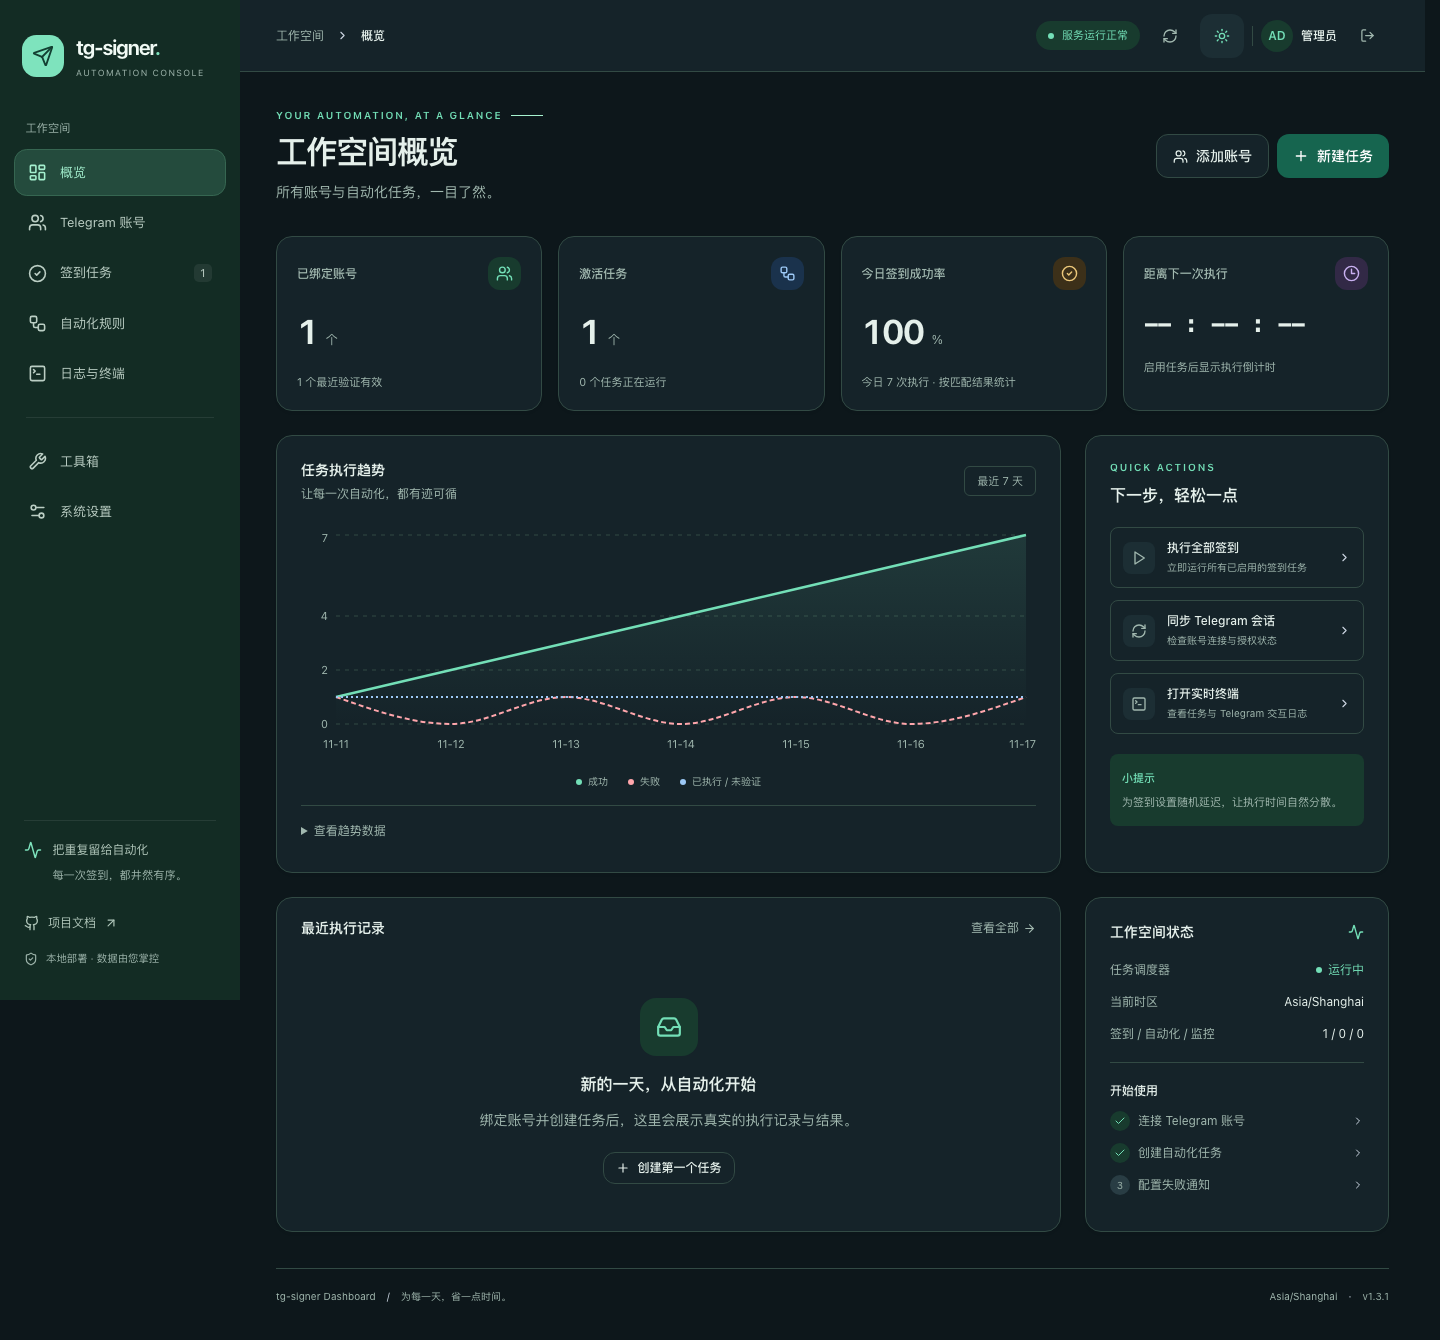 tg-signer.
AUTOMATION CONSOLE
工作空间
概览
Telegram 账号
签到任务 1
自动化规则
日志与终端
工具箱
系统设置
把重复留给自动化
每一次签到，都井然有序。
项目文档
本地部署 · 数据由您掌控
工作空间 > 概览
服务运行正常
AD 管理员
YOUR AUTOMATION, AT A GLANCE
工作空间概览
所有账号与自动化任务，一目了然。
添加账号
+ 新建任务
已绑定账号
1 个
1 个最近验证有效
激活任务
1 个
0 个任务正在运行
今日签到成功率
100 %
今日 7 次执行 · 按匹配结果统计
距离下一次执行
-- : -- : --
启用任务后显示执行倒计时
任务执行趋势
让每一次自动化，都有迹可循
最近 7 天
7
4
2
0
11-11 11-12 11-13 11-14 11-15 11-16 11-17
成功 失败 已执行 / 未验证
查看趋势数据
QUICK ACTIONS
下一步，轻松一点
执行全部签到
立即运行所有已启用的签到任务
同步 Telegram 会话
检查账号连接与授权状态
打开实时终端
查看任务与 Telegram 交互日志
小提示
为签到设置随机延迟，让执行时间自然分散。
最近执行记录
查看全部
新的一天，从自动化开始
绑定账号并创建任务后，这里会展示真实的执行记录与结果。
+ 创建第一个任务
工作空间状态
任务调度器 运行中
当前时区 Asia/Shanghai
签到 / 自动化 / 监控 1 / 0 / 0
开始使用
连接 Telegram 账号
创建自动化任务
3 配置失败通知
tg-signer Dashboard / 为每一天，省一点时间。
Asia/Shanghai · v1.3.1